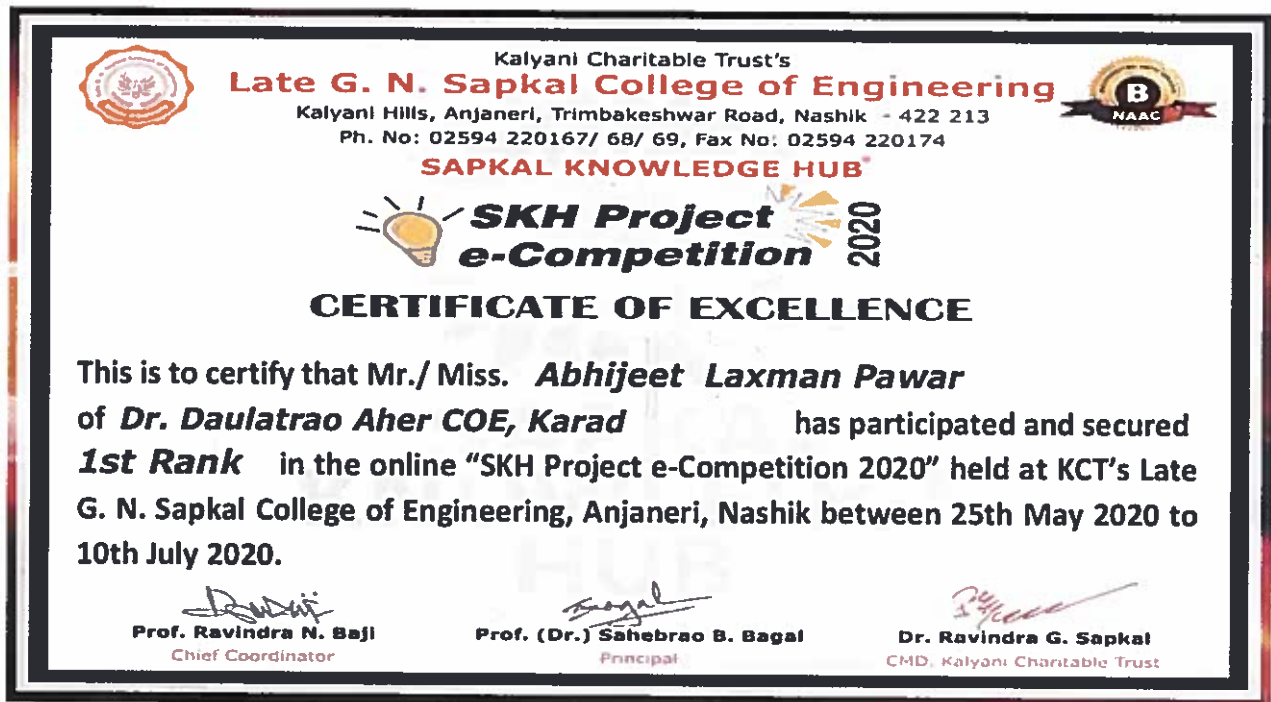 Kalyani Charitable Trust's
Late G. N. Sapkal College of Engineering
Kalyani Hills, Anjaneri, Trimbakeshwar Road, Nashik - 422 213
Ph. No: 02594 220167/ 68/ 69, Fax No: 02594 220174
B
NAAC
SAPKAL KNOWLEDGE HUB
SKH Project
e-Competition
2020
CERTIFICATE OF EXCELLENCE
This is to certify that Mr./ Miss. Abhijeet Laxman Pawar
of Dr. Daulatrao Aher COE, Karad has participated and secured
1st Rank in the online “SKH Project e-Competition 2020” held at KCT's Late
G. N. Sapkal College of Engineering, Anjaneri, Nashik between 25th May 2020 to
10th July 2020.
Prof. Ravindra N. Baji
Chief Coordinator
Prof. (Dr.) Sahebrao B. Bagal
Principal
Dr. Ravindra G. Sapkal
CMD, Kalyani Charitable Trust
HUB